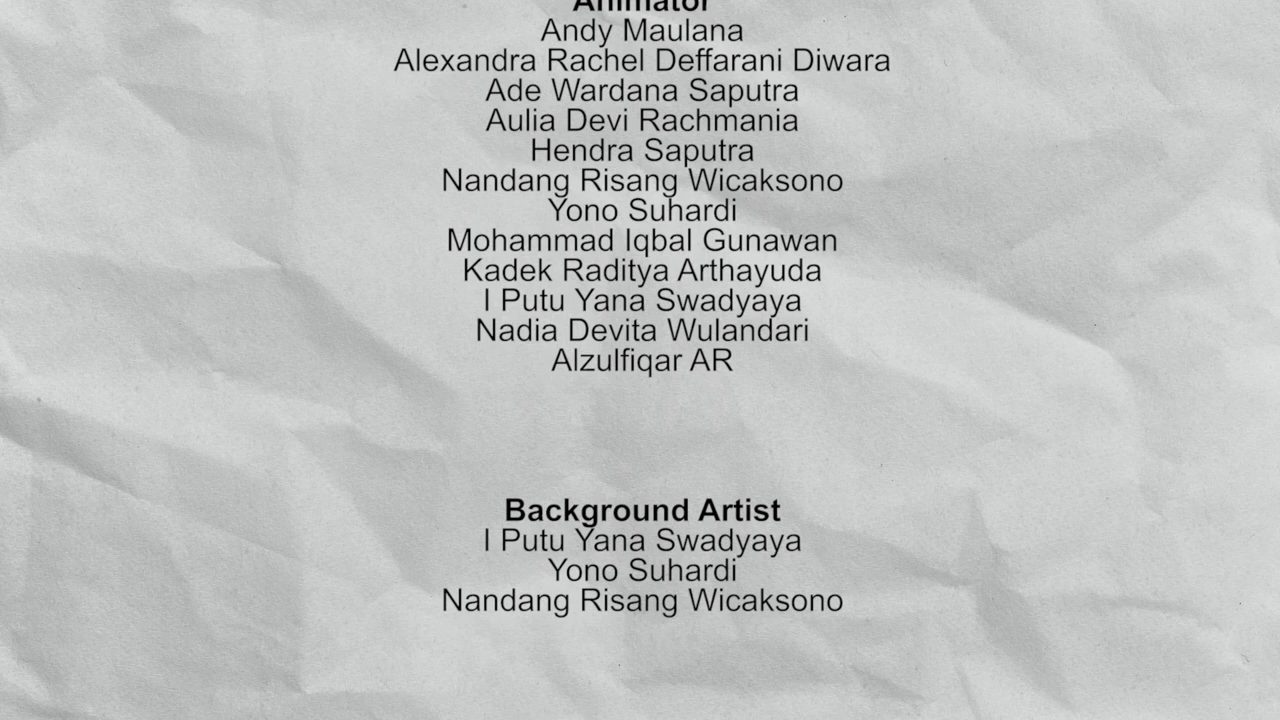 Animator
Andy Maulana
Alexandra Rachel Deffarani Diwara
Ade Wardana Saputra
Aulia Devi Rachmania
Hendra Saputra
Nandang Risang Wicaksono
Yono Suhardi
Mohammad Iqbal Gunawan
Kadek Raditya Arthayuda
I Putu Yana Swadyaya
Nadia Devita Wulandari
Alzulfiqar AR
Background Artist
I Putu Yana Swadyaya
Yono Suhardi
Nandang Risang Wicaksono